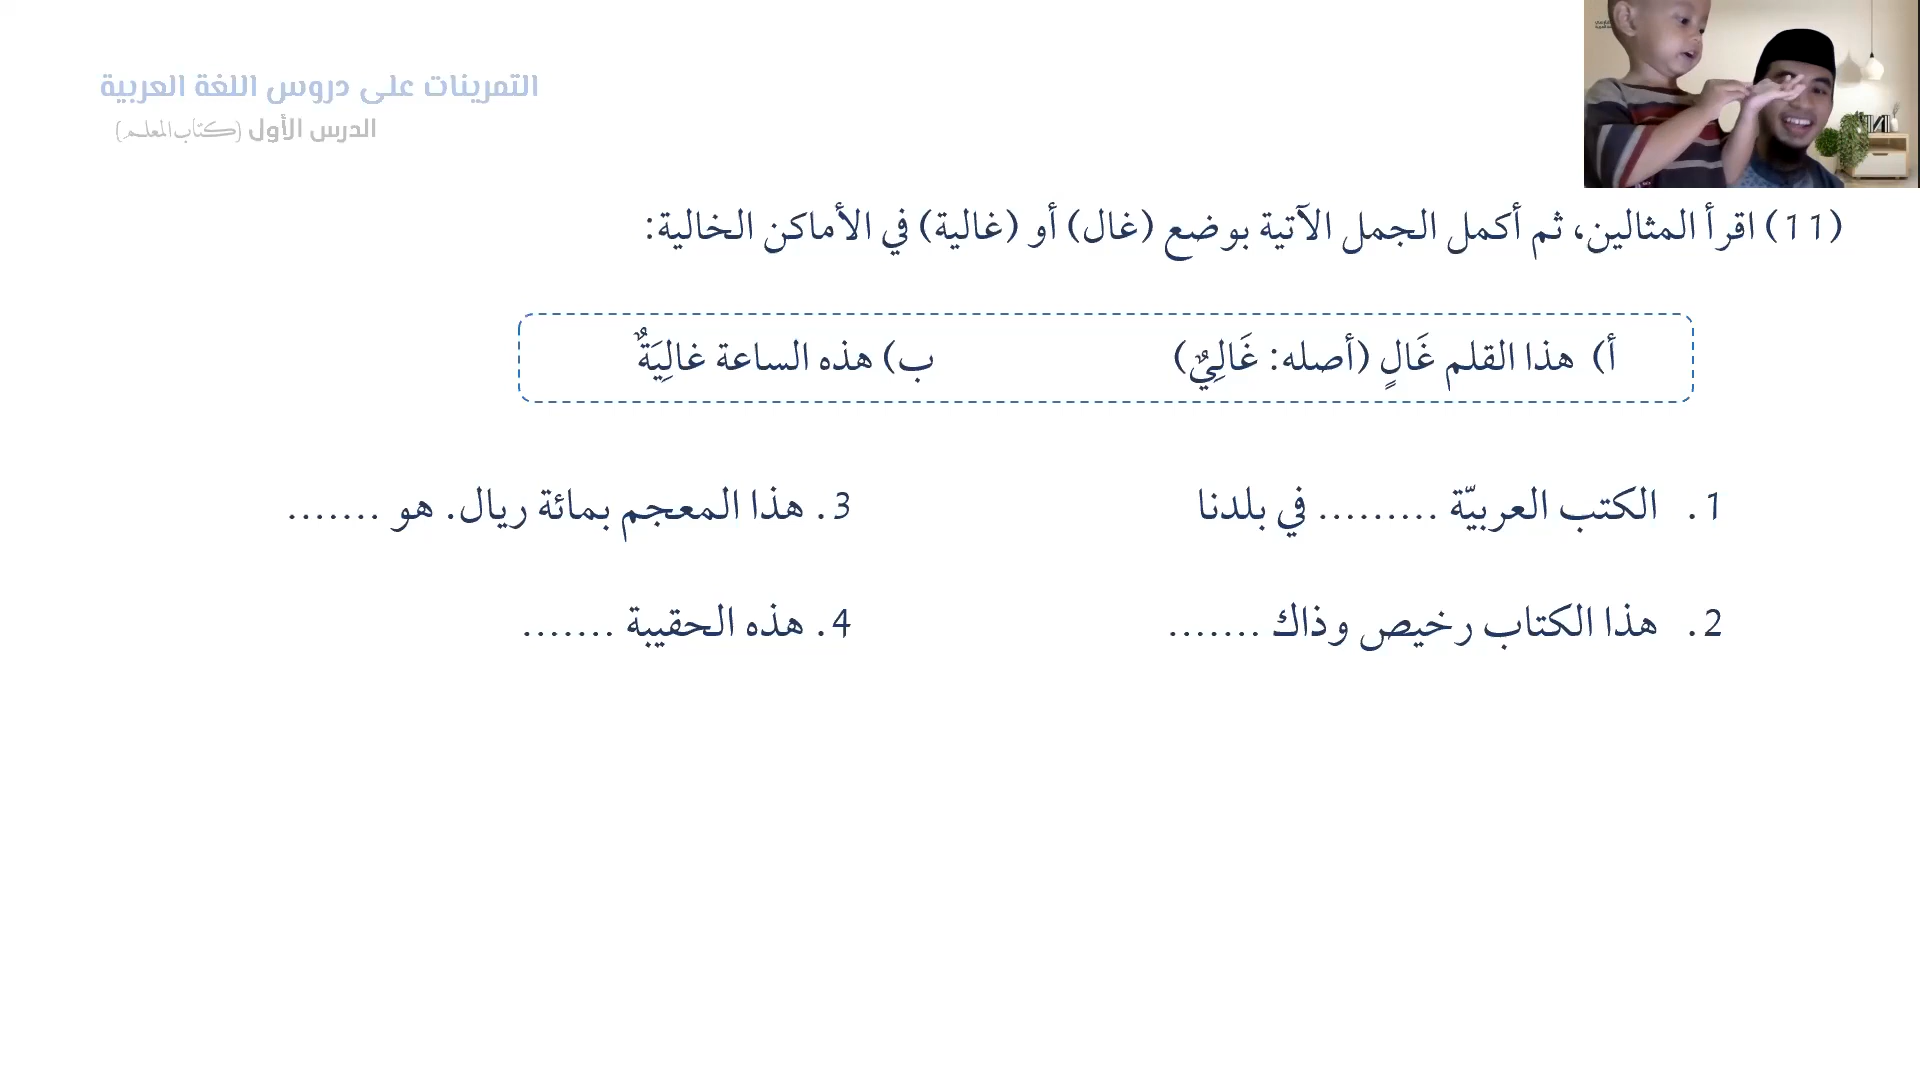 التمرينات على دروس اللغة العربية
الدرس الأول (كتاب المعلم)
(11) اقرأ المثالين، ثم أكمل الجمل الآتية بوضع (غال) أو (غالية) في الأماكن الخالية:
أ) هذا القلم غَالٍ (أصله: غَالِيٌ) ب) هذه الساعة غالِيَةٌ
1. الكتب العربيّة ......... في بلدنا
3. هذا المعجم بمائة ريال. هو .......
2. هذا الكتاب رخيص وذاك .......
4. هذه الحقيبة .......